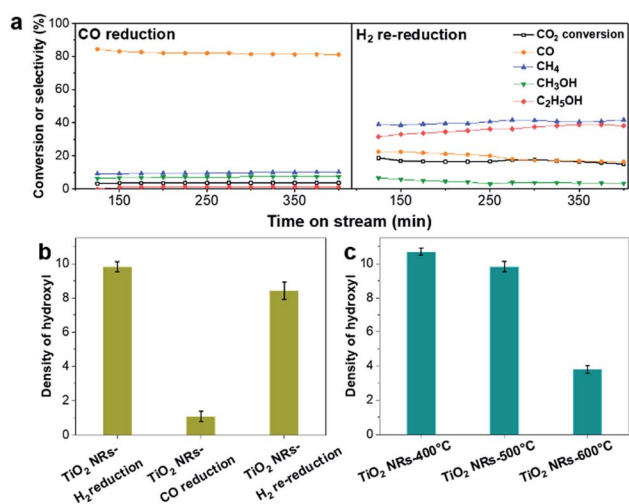 a
CO reduction
H₂ re-reduction
CO₂ conversion
CO
CH₄
CH₃OH
C₂H₅OH
Conversion or selectivity (%)
100
80
60
40
20
0
150 250 350 150 250 350
Time on stream (min)
b
Density of hydroxyl
10
8
6
4
2
0
TiO₂ NRs-
H₂ reduction
TiO₂ NRs-
CO reduction
TiO₂ NRs-
H₂ re-reduction
c
Density of hydroxyl
10
8
6
4
2
0
TiO₂ NRs-400°C
TiO₂ NRs-500°C
TiO₂ NRs-600°C